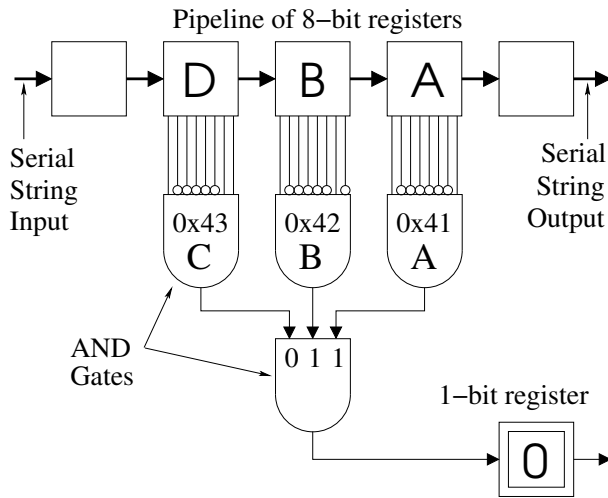 Pipeline of 8-bit registers
D B A
Serial String Input
Serial String Output
0x43 C
0x42 B
0x41 A
AND Gates
0 1 1
1-bit register
0